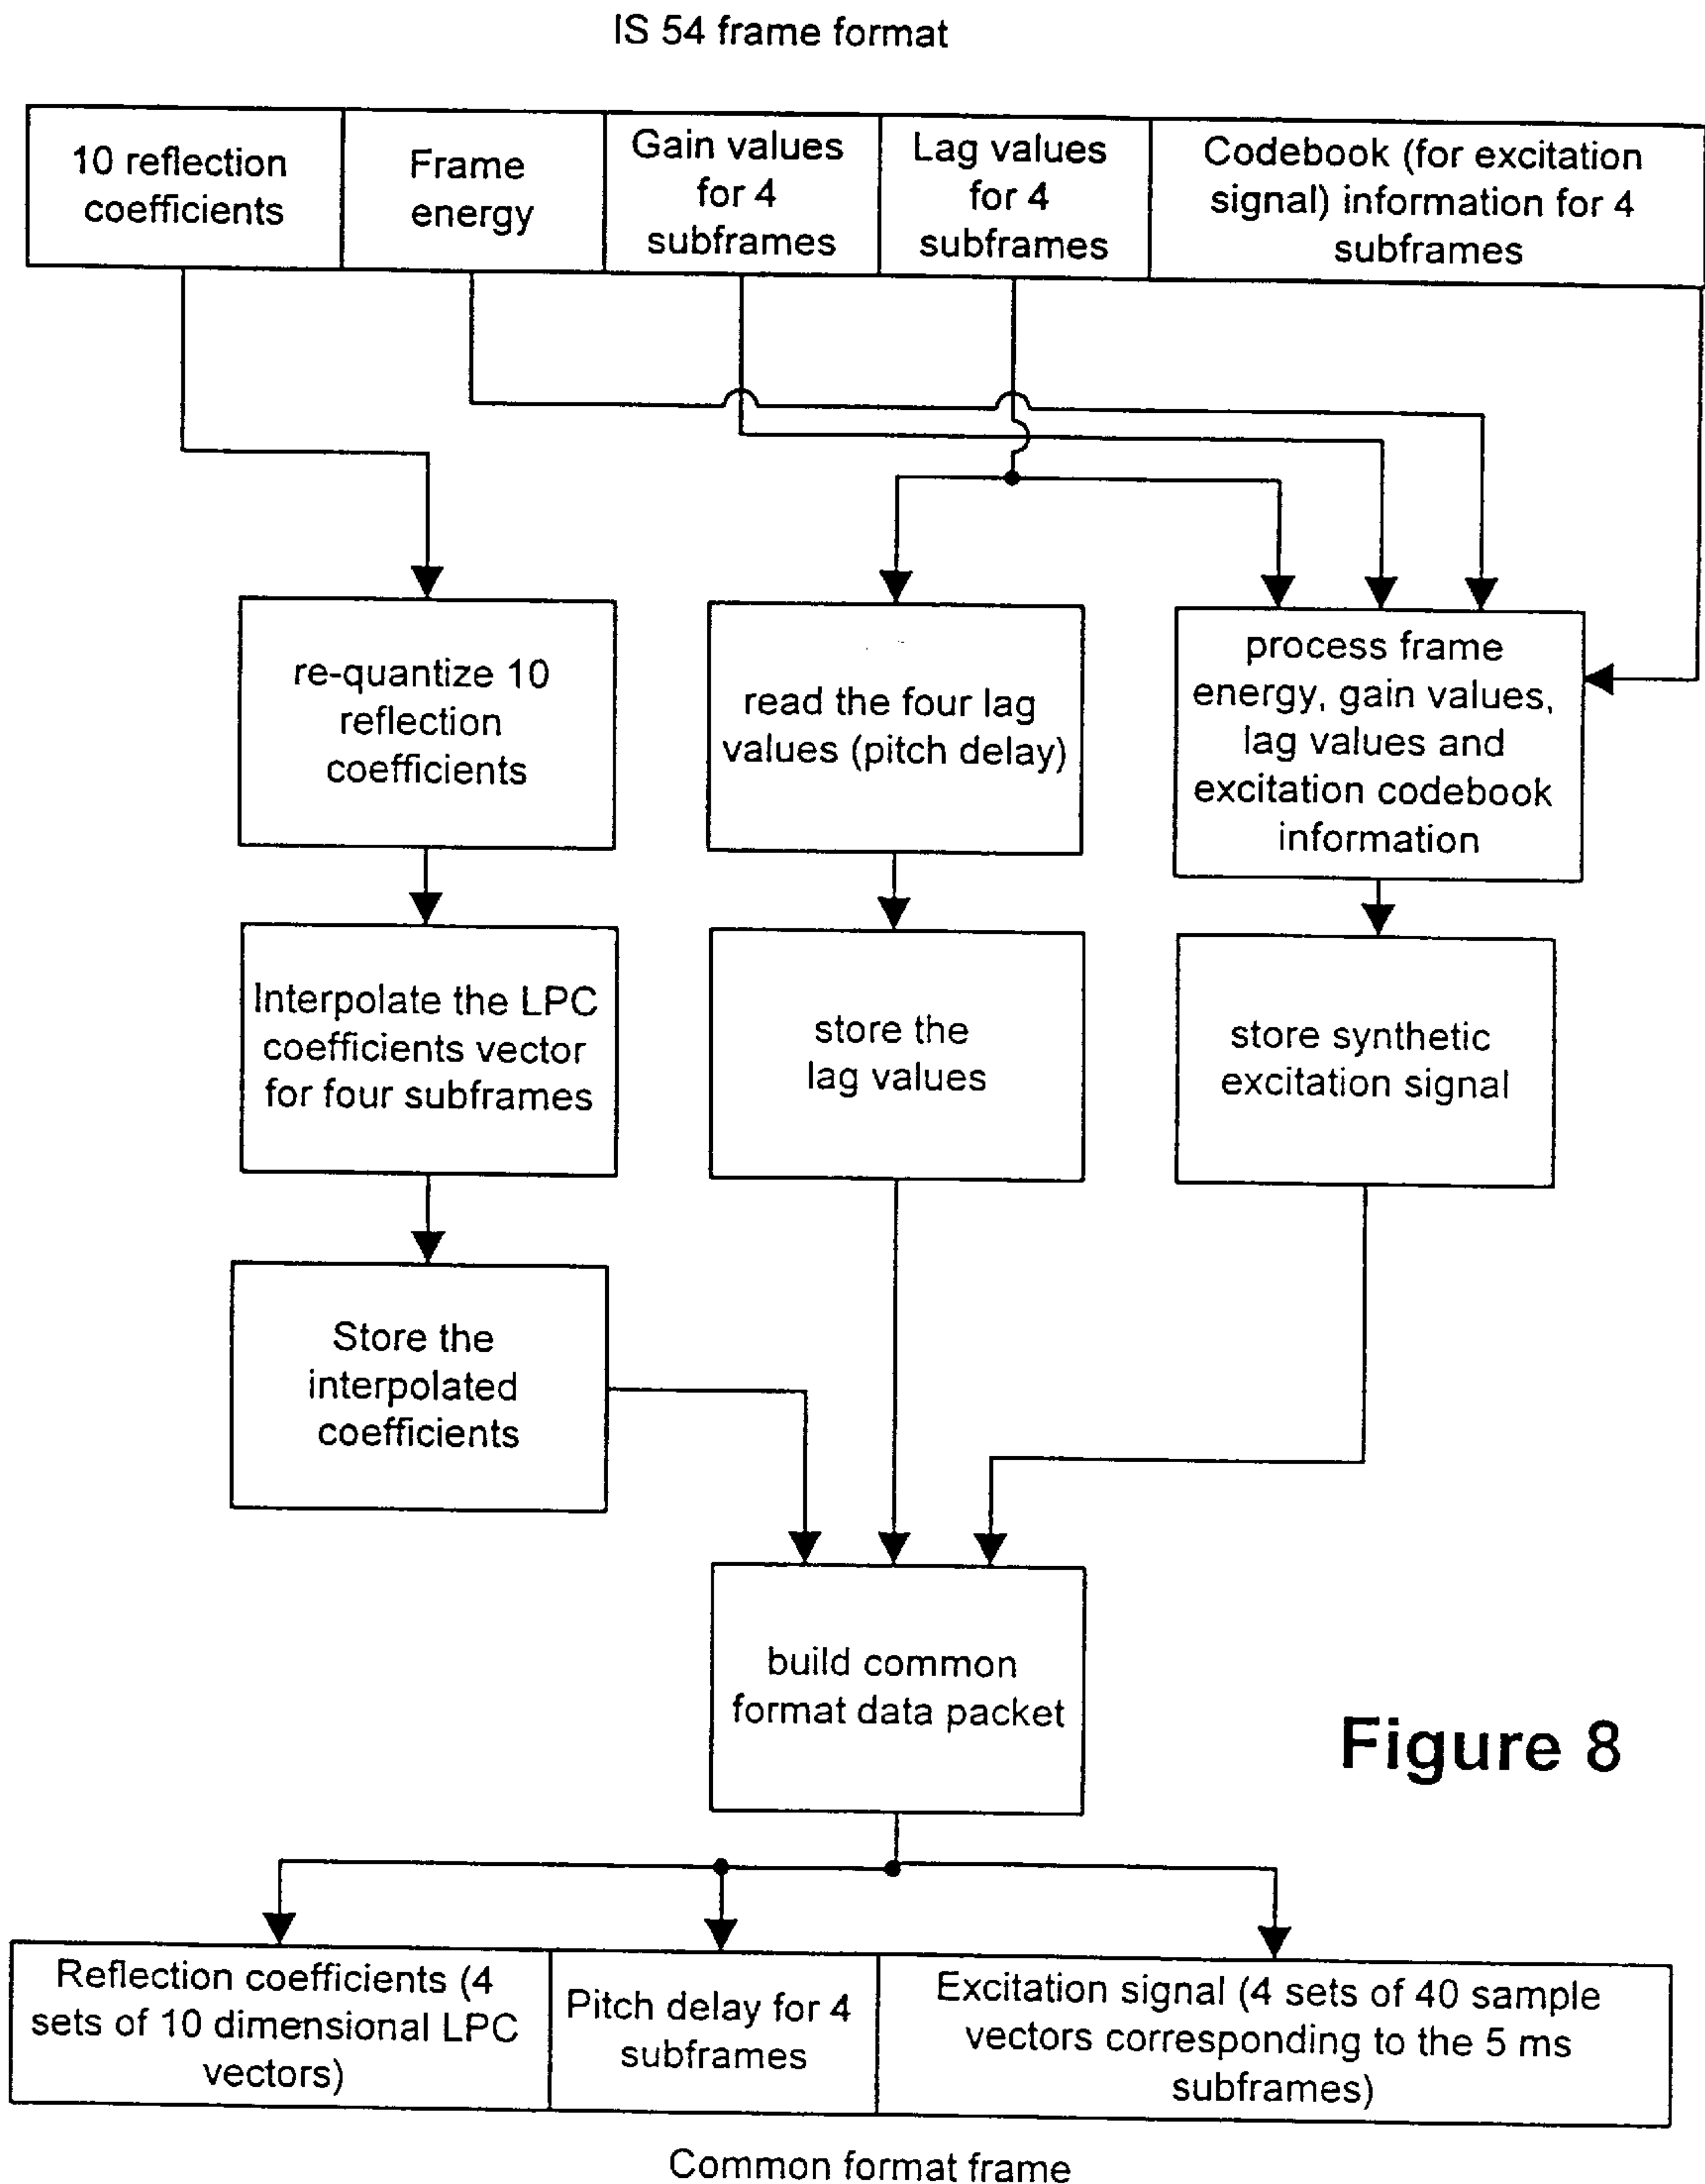 IS 54 frame format
10 reflection
coefficients
Frame
energy
Gain values
for 4
subframes
Lag values
for 4
subframes
Codebook (for excitation
signal) information for 4
subframes
re-quantize 10
reflection
coefficients
read the four lag
values (pitch delay)
process frame
energy, gain values,
lag values and
excitation codebook
information
Interpolate the LPC
coefficients vector
for four subframes
store the
lag values
store synthetic
excitation signal
Store the
interpolated
coefficients
build common
format data packet
Figure 8
Reflection coefficients (4
sets of 10 dimensional LPC
vectors)
Pitch delay for 4
subframes
Excitation signal (4 sets of 40 sample
vectors corresponding to the 5 ms
subframes)
Common format frame